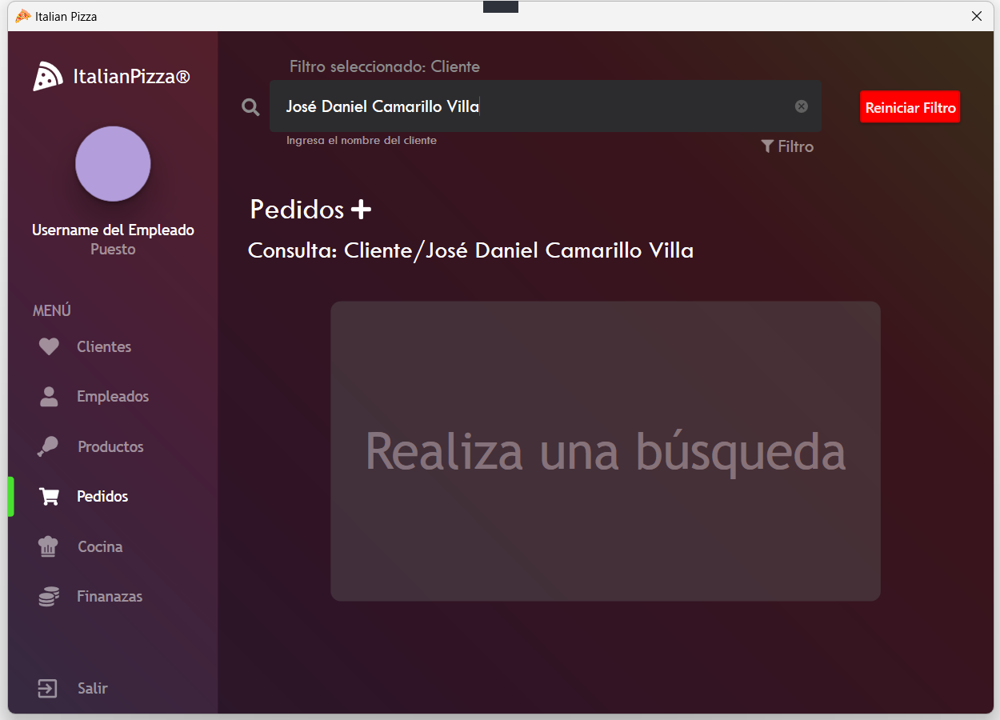 Italian Pizza
ItalianPizza®
Username del Empleado
Puesto
MENÚ
Clientes
Empleados
Productos
Pedidos
Cocina
Finanazas
Salir
Filtro seleccionado: Cliente
José Daniel Camarillo Villa
Ingresa el nombre del cliente
Filtro
Reiniciar Filtro
Pedidos
Consulta: Cliente/José Daniel Camarillo Villa
Realiza una búsqueda